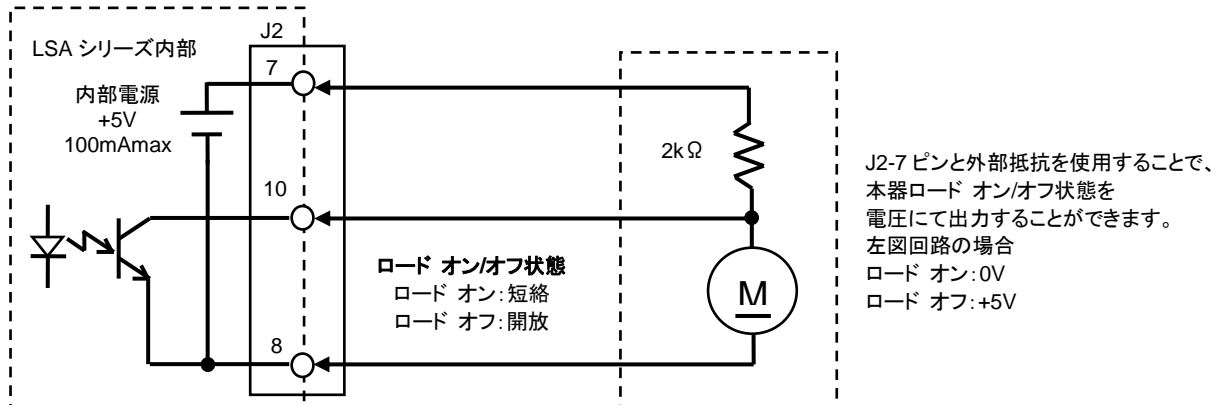 LSA シリーズ内部
J2
7
内部電源
+5V
100mAmax
2kΩ
10
ロード オン/オフ状態
ロード オン:短絡
ロード オフ:開放
M
8
J2-7 ピンと外部抵抗を使用することで、
本器ロード オン/オフ状態を
電圧にて出力することができます。
左図回路の場合
ロード オン:0V
ロード オフ:+5V